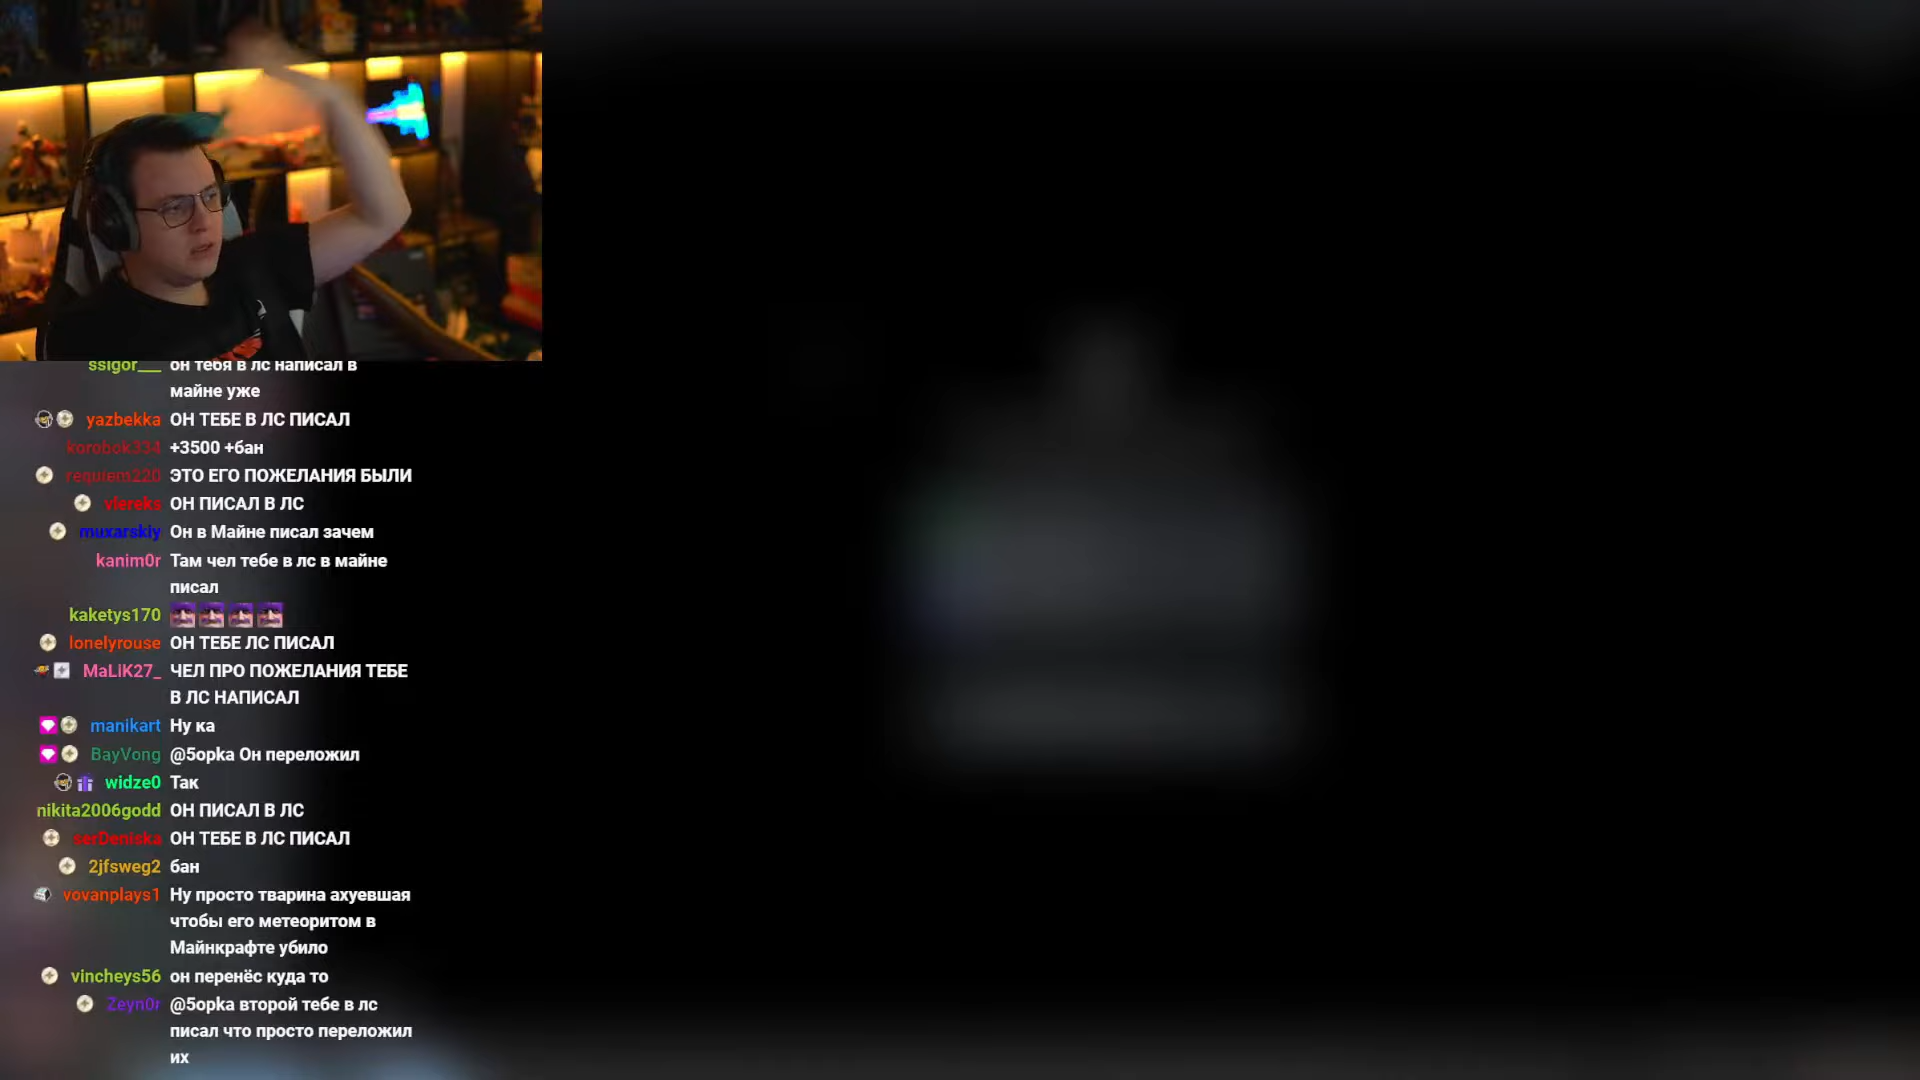 ssigor___ он тебя в лс написал в
майне уже
yazbekka ОН ТЕБЕ В ЛС ПИСАЛ
korobok334 +3500 +бан
requiem220 ЭТО ЕГО ПОЖЕЛАНИЯ БЫЛИ
vlereks ОН ПИСАЛ В ЛС
muxarskiy Он в Майне писал зачем
kanim0r Там чел тебе в лс в майне
писал
kaketys170
lonelyrouse ОН ТЕБЕ ЛС ПИСАЛ
MaLiK27_ ЧЕЛ ПРО ПОЖЕЛАНИЯ ТЕБЕ
В ЛС НАПИСАЛ
manikart Ну ка
BayVong @5opka Он переложил
widze0 Так
nikita2006godd ОН ПИСАЛ В ЛС
serDeniska ОН ТЕБЕ В ЛС ПИСАЛ
2jfsweg2 бан
vovanplays1 Ну просто тварина ахуевшая
чтобы его метеоритом в
Майнкрафте убило
vincheys56 он перенёс куда то
Zeyn0r @5opka второй тебе в лс
писал что просто переложил
их